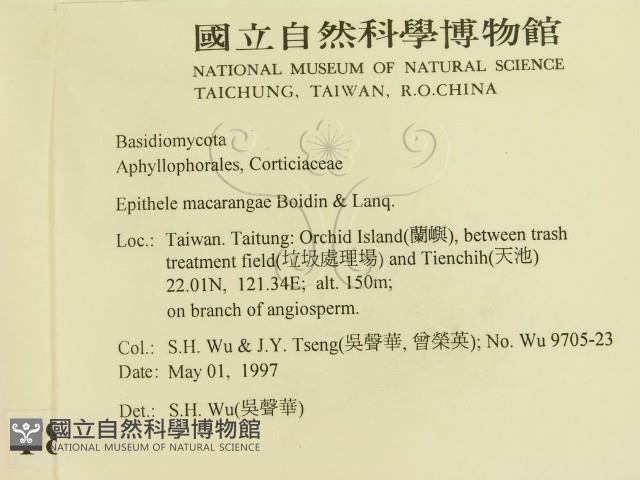 國立自然科學博物館
NATIONAL MUSEUM OF NATURAL SCIENCE
TAICHUNG, TAIWAN, R.O.CHINA
Basidiomycota
Aphyllophorales, Corticiaceae
Epithele macarangae Boidin & Lanq.
Loc.: Taiwan. Taitung: Orchid Island(蘭嶼), between trash
treatment field(垃圾處理場) and Tienchih(天池)
22.01N, 121.34E; alt. 150m;
on branch of angiosperm.
Col.: S.H. Wu & J.Y. Tseng(吳聲華, 曾榮英); No. Wu 9705-23
Date: May 01, 1997
Det.: S.H. Wu(吳聲華)
國立自然科學博物館
NATIONAL MUSEUM OF NATURAL SCIENCE